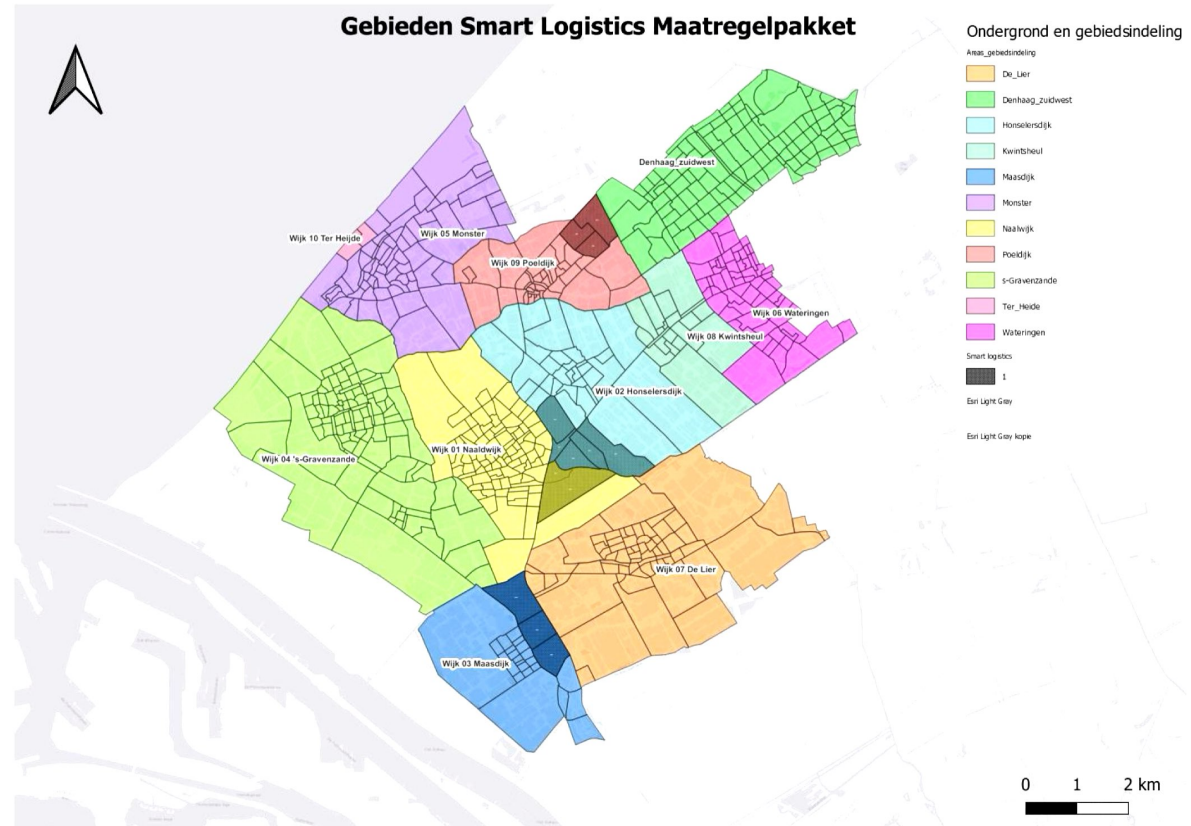 Gebieden Smart Logistics Maatregelpakket
Ondergrond en gebiedsindeling
Areas_gebiedsindeling
De_Lier
Denhaag_zuidwest
Honselersdijk
Kwintsheul
Maasdijk
Monster
Naalwijk
Poeldijk
s-Gravenzande
Ter_Heide
Wateringen
Smart logistics
1
Esri Light Gray
Esri Light Gray kopie
Denhaag_zuidwest
Wijk 10 Ter Heijde
Wijk 05 Monster
Wijk 09 Poeldijk
Wijk 06 Wateringen
Wijk 08 Kwintsheul
Wijk 02 Honselersdijk
Wijk 01 Naaldwijk
Wijk 04 's-Gravenzande
Wijk 07 De Lier
Wijk 03 Maasdijk
0 1 2 km